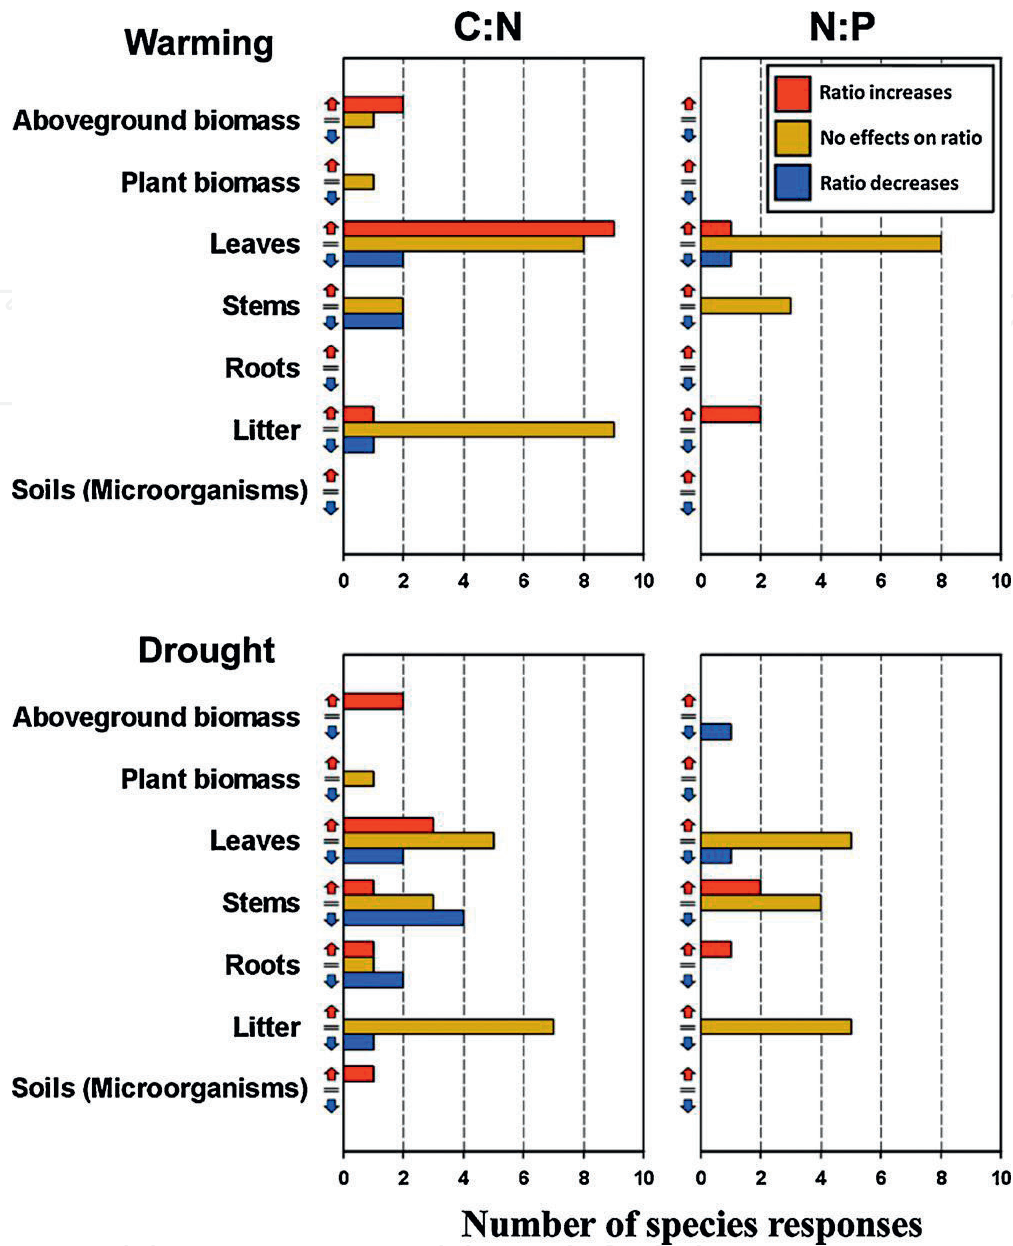 C:N
N:P
Warming
Ratio increases
No effects on ratio
Ratio decreases
Aboveground biomass
Plant biomass
Leaves
Stems
Roots
Litter
Soils (Microorganisms)
0 2 4 6 8 10
0 2 4 6 8 10
Drought
Aboveground biomass
Plant biomass
Leaves
Stems
Roots
Litter
Soils (Microorganisms)
0 2 4 6 8 10
0 2 4 6 8 10
Number of species responses